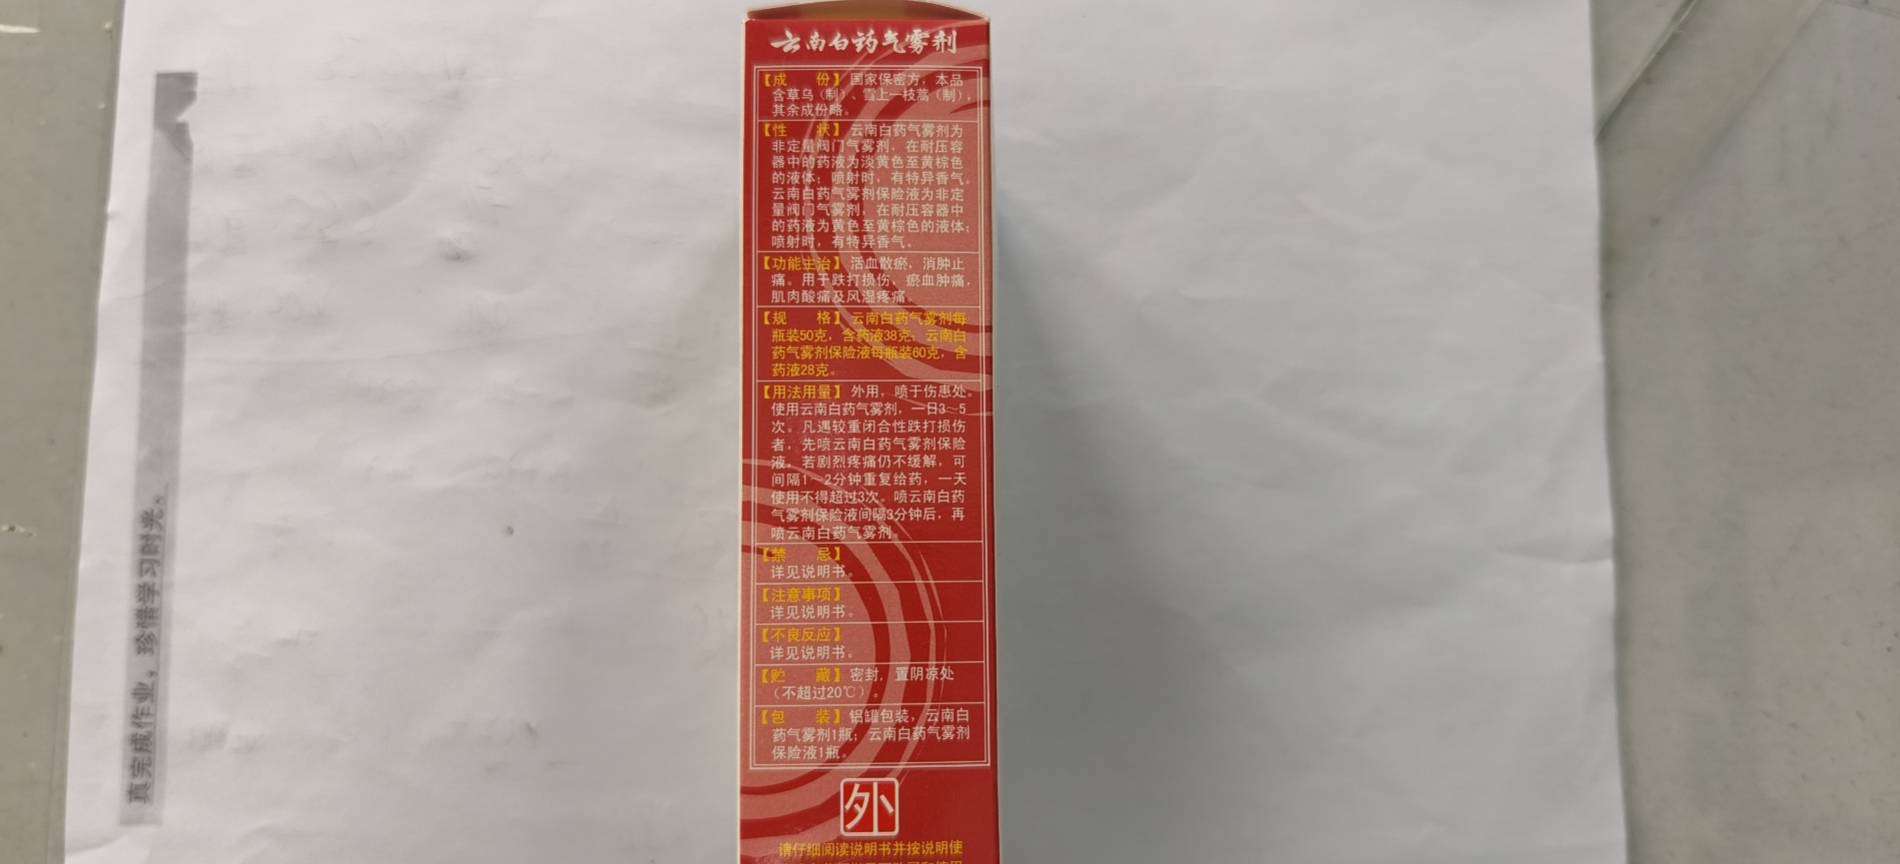 云南白药气雾剂
【成　份】国家保密方，本品
含草乌（制）、雪上一枝蒿（制），
其余成份略。
【性　状】云南白药气雾剂为
非定量阀门气雾剂，在耐压容
器中的药液为淡黄色至黄棕色
的液体；喷射时，有特异香气。
云南白药气雾剂保险液为非定
量阀门气雾剂，在耐压容器中
的药液为黄色至黄棕色的液体；
喷射时，有特异香气。
【功能主治】活血散瘀，消肿止
痛。用于跌打损伤，瘀血肿痛，
肌肉酸痛及风湿疼痛。
【规　格】云南白药气雾剂每
瓶装50克，含药液38克；云南白
药气雾剂保险液每瓶装60克，含
药液28克。
【用法用量】外用，喷于伤患处。
使用云南白药气雾剂，一日3～5
次。凡遇较重闭合性跌打损伤
者，先喷云南白药气雾剂保险
液，若剧烈疼痛仍不缓解，可
间隔1～2分钟重复给药，一天
使用不得超过3次。喷云南白药
气雾剂保险液间隔3分钟后，再
喷云南白药气雾剂。
【禁　忌】
详见说明书。
【注意事项】
详见说明书。
【不良反应】
详见说明书。
【贮　藏】密封，置阴凉处
（不超过20℃）。
【包　装】铝罐包装，云南白
药气雾剂1瓶；云南白药气雾剂
保险液1瓶。
外
请仔细阅读说明书并按说明使
真完成作业，珍惜学习时光。